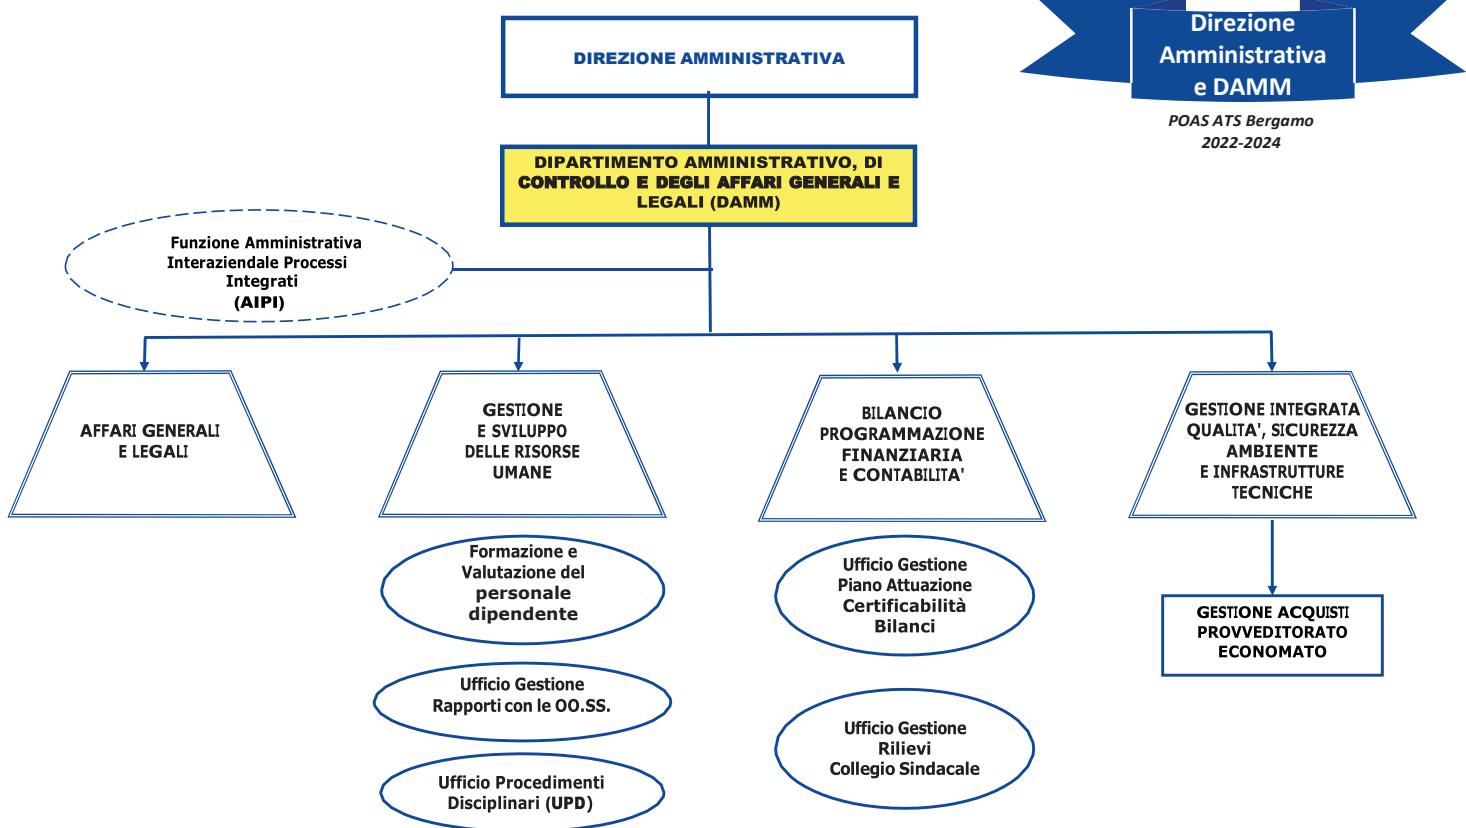 Direzione
Amministrativa
e DAMM
POAS ATS Bergamo
2022-2024
DIREZIONE AMMINISTRATIVA
DIPARTIMENTO AMMINISTRATIVO, DI
CONTROLLO E DEGLI AFFARI GENERALI E
LEGALI (DAMM)
Funzione Amministrativa
Interaziendale Processi
Integrati
(AIPI)
AFFARI GENERALI
E LEGALI
GESTIONE
E SVILUPPO
DELLE RISORSE
UMANE
BILANCIO
PROGRAMMAZIONE
FINANZIARIA
E CONTABILITA'
GESTIONE INTEGRATA
QUALITA', SICUREZZA
AMBIENTE
E INFRASTRUTTURE
TECNICHE
Formazione e
Valutazione del
personale
dipendente
Ufficio Gestione
Rapporti con le OO.SS.
Ufficio Procedimenti
Disciplinari (UPD)
Ufficio Gestione
Piano Attuazione
Certificabilità
Bilanci
Ufficio Gestione
Rilievi
Collegio Sindacale
GESTIONE ACQUISTI
PROVVEDITORATO
ECONOMATO